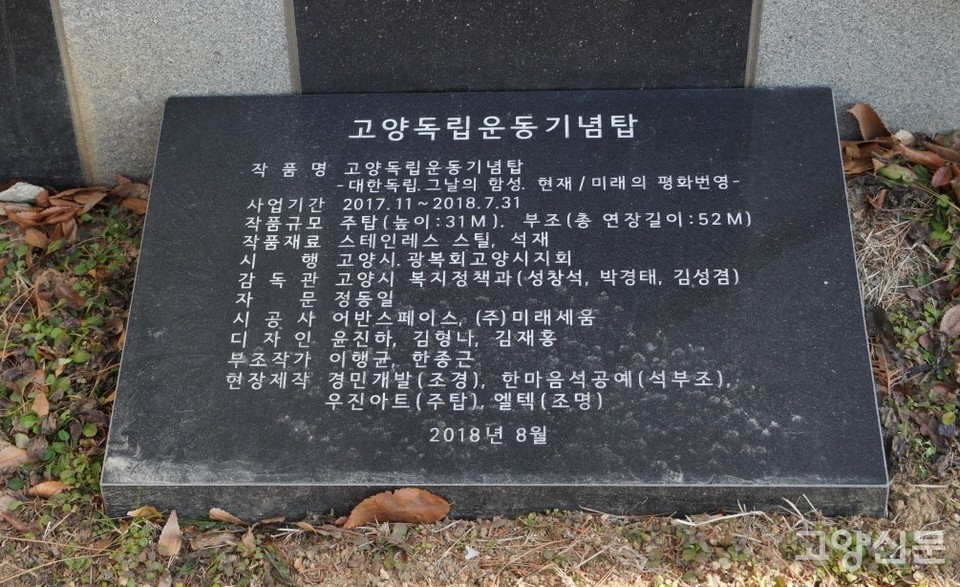 고양독립운동기념탑
작 품 명 고양독립운동기념탑
-대한독립. 그날의 함성. 현재/미래의 평화번영-
사업기간 2017.11~2018.7.31
작품규모 주탑(높이:31M). 부조(총 연장길이:52M)
작품재료 스테인레스 스틸, 석재
시 행 고양시. 광복회고양시지회
감 독 관 고양시 복지정책과(성창석, 박경태, 김성겸)
자 문 정동일
시 공 사 어반스페이스, (주)미래세움
디 자 인 윤진하, 김형나, 김재홍
부조작가 이행균, 한종근
현장제작 경민개발(조경), 한마음석공예(석부조),
우진아트(주탑), 엘텍(조명)
2018년 8월
고양신문